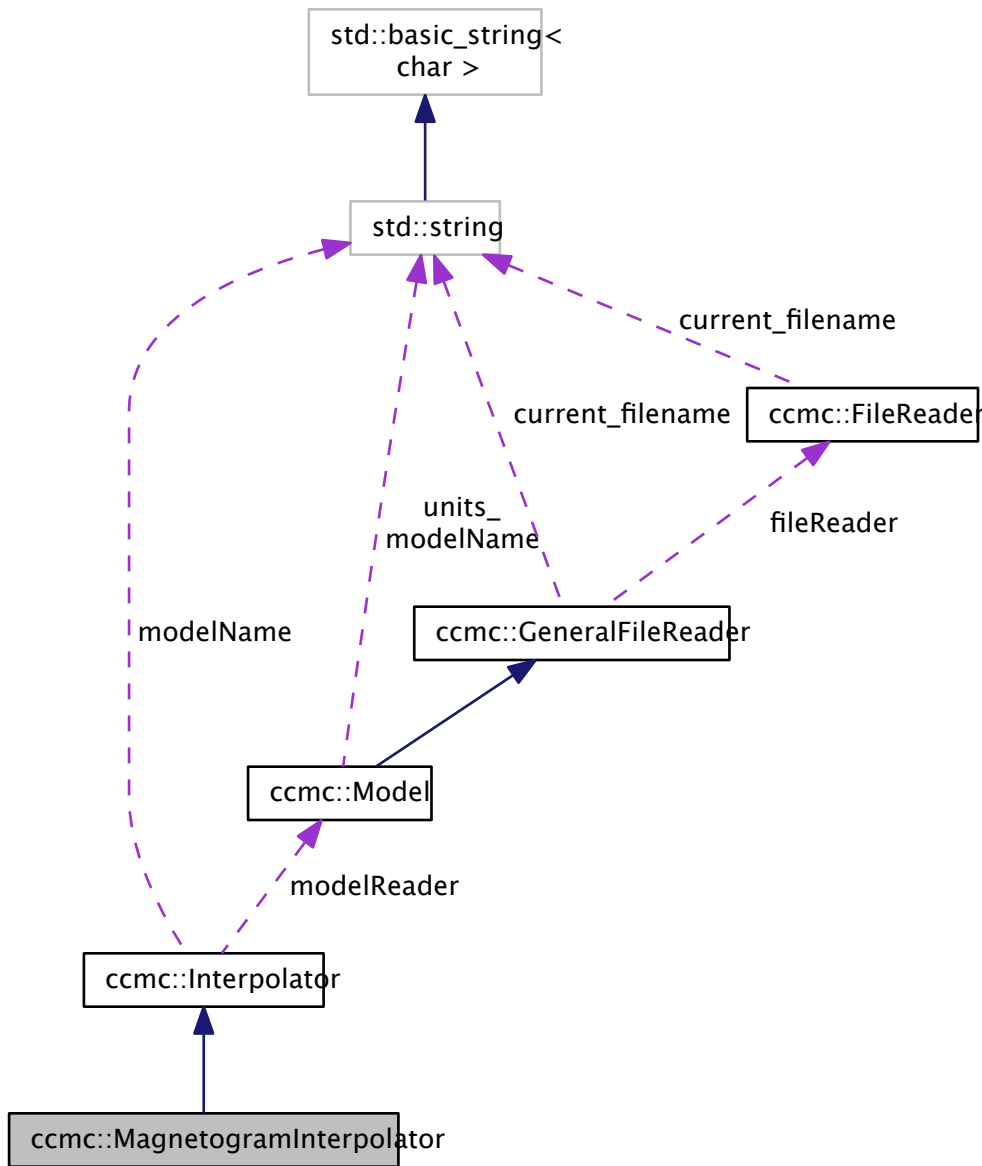 std::basic_string<
char >
std::string
current_filename
ccmc::FileReader
current_filename
units_
modelName
fileReader
modelName
ccmc::GeneralFileReader
ccmc::Model
modelReader
ccmc::Interpolator
ccmc::MagnetogramInterpolator